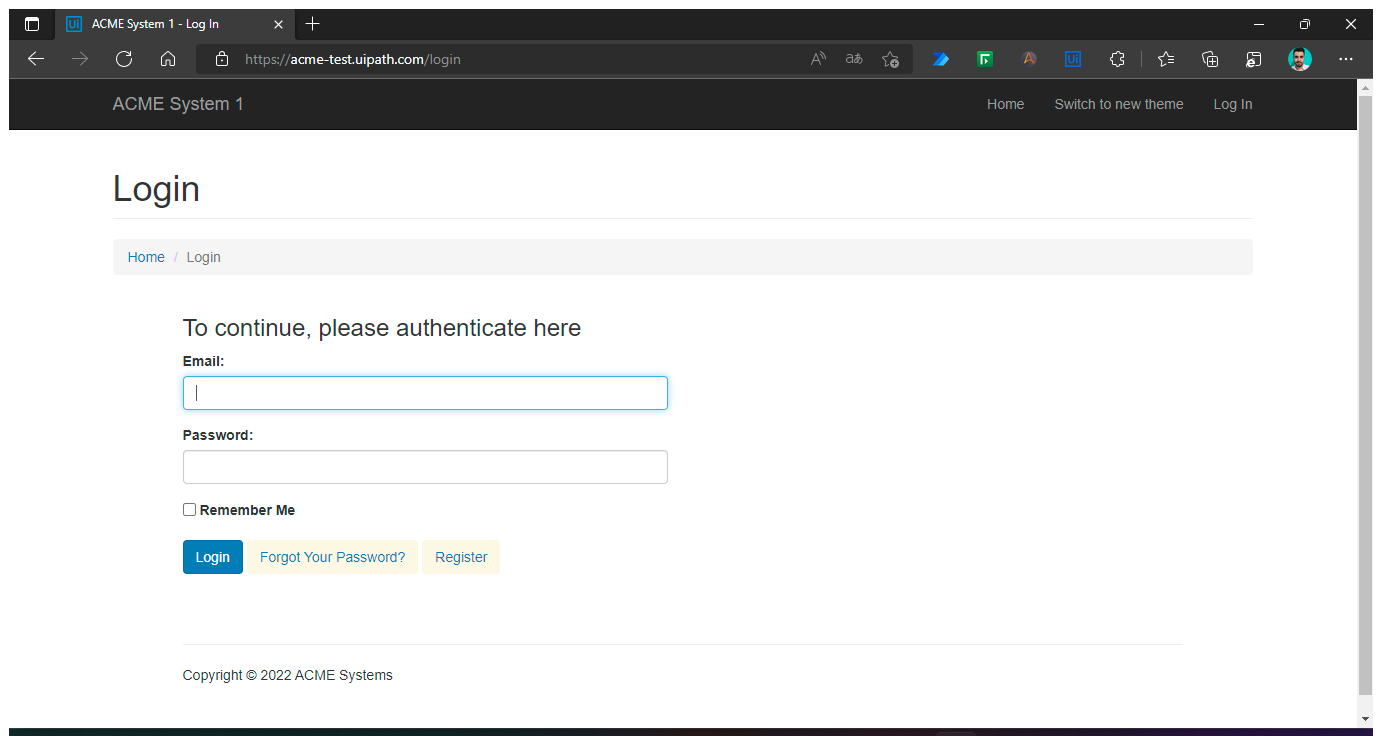 Ui ACME System 1 - Log In
https://acme-test.uipath.com/login
ACME System 1 Home Switch to new theme Log In
Login
Home / Login
To continue, please authenticate here
Email:
Password:
Remember Me
Login Forgot Your Password? Register
Copyright © 2022 ACME Systems